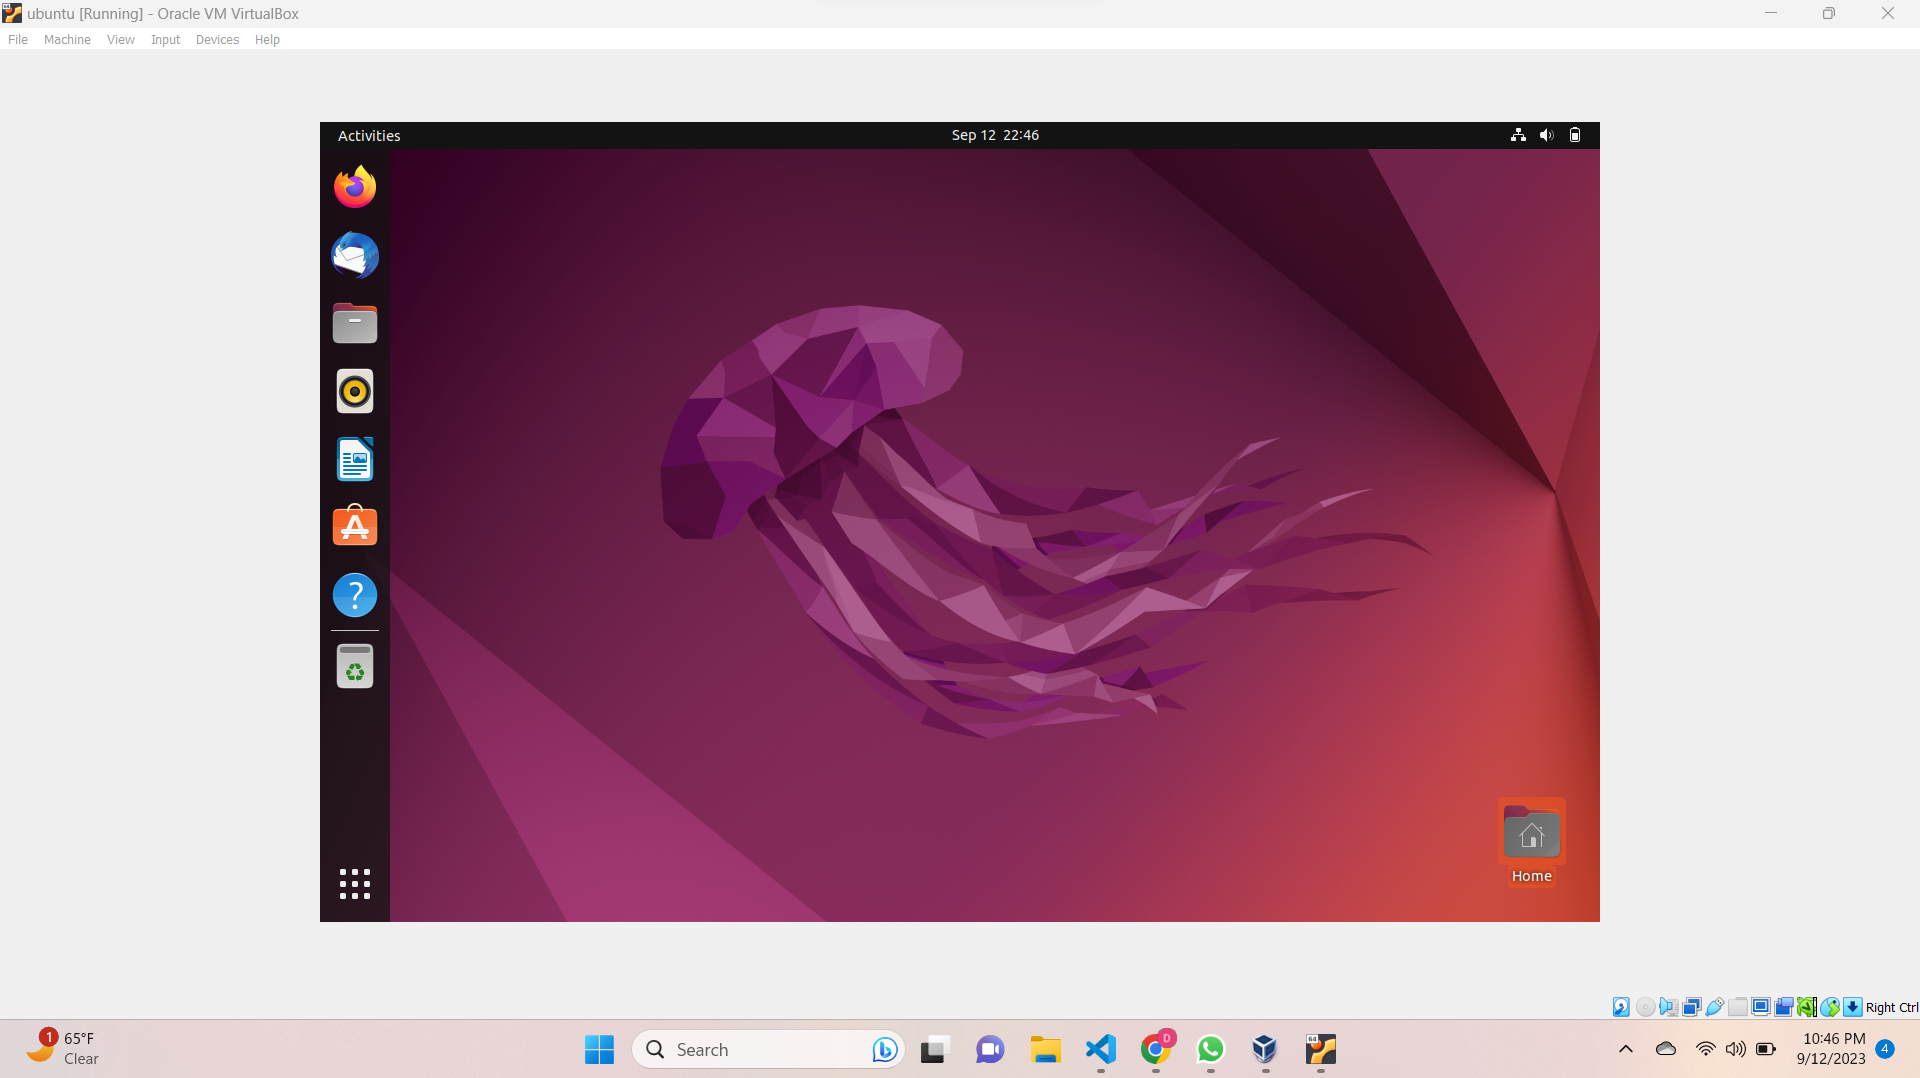 ubuntu [Running] - Oracle VM VirtualBox
File Machine View Input Devices Help
Activities
Sep 12 22:46
Home
Right Ctrl
1
65°F
Clear
Search
D
64
10:46 PM
9/12/2023
4